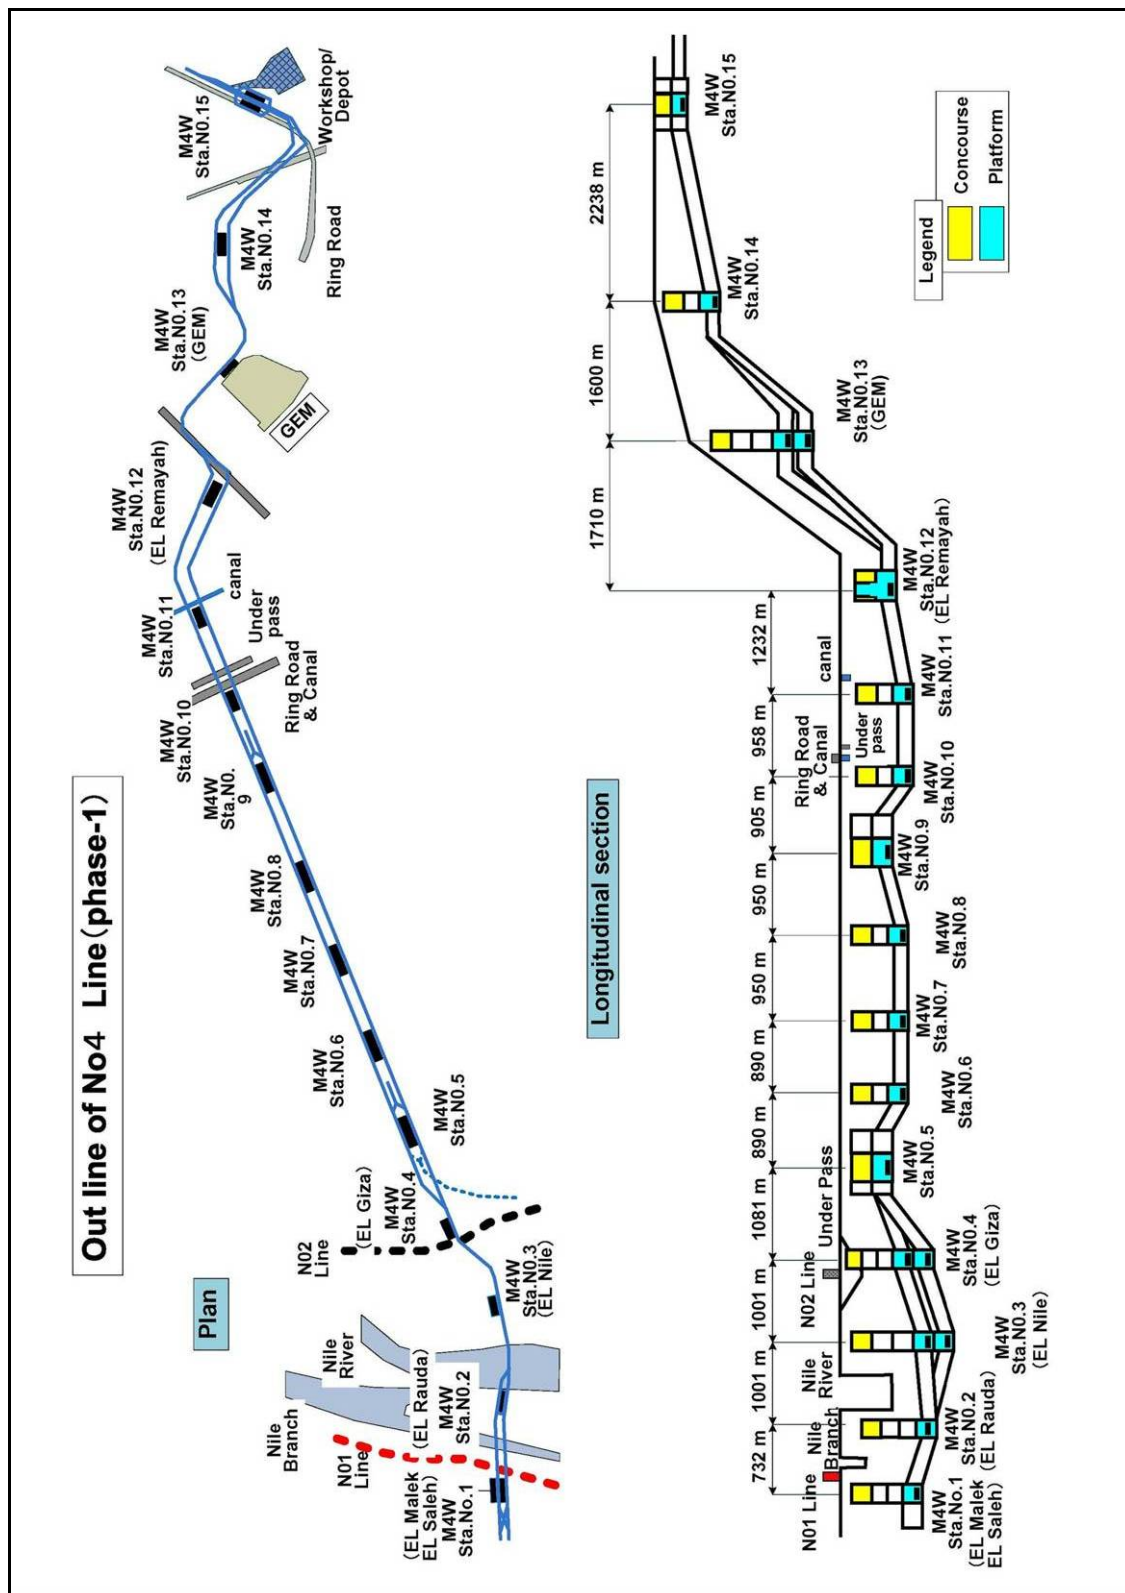 Out line of No4 Line(phase-1)
Plan
Nile
Branch
N01
Line
Nile
River
N02
Line
(EL Malek
EL Saleh)
M4W
Sta.No.1
(EL Rauda)
M4W
Sta.N0.2
M4W
Sta.N0.3
(EL Nile)
(EL Giza)
M4W
Sta.N0.4
M4W
Sta.N0.5
M4W
Sta.N0.6
M4W
Sta.N0.7
M4W
Sta.N0.8
M4W
Sta.N0.
9
M4W
Sta.N0.10
Ring Road
& Canal
Under
pass
M4W
Sta.N0.11
canal
M4W
Sta.N0.12
(EL Remayah)
M4W
Sta.N0.13
(GEM)
GEM
M4W
Sta.N0.14
Ring Road
M4W
Sta.N0.15
Workshop/
Depot
Longitudinal section
732 m
1001 m
1001 m
1081 m
890 m
890 m
950 m
950 m
905 m
958 m
1232 m
1710 m
1600 m
2238 m
N01 Line
Nile
Branch
Nile
River
N02 Line
Under Pass
Ring Road
& Canal
Under
pass
canal
M4W
Sta.No.1
(EL Malek
EL Saleh)
M4W
Sta.N0.2
(EL Rauda)
M4W
Sta.N0.3
(EL Nile)
M4W
Sta.N0.4
(EL Giza)
M4W
Sta.N0.5
M4W
Sta.N0.6
M4W
Sta.N0.7
M4W
Sta.N0.8
M4W
Sta.N0.9
M4W
Sta.N0.10
M4W
Sta.N0.11
M4W
Sta.N0.12
(EL Remayah)
M4W
Sta.N0.13
(GEM)
M4W
Sta.N0.14
M4W
Sta.N0.15
Legend
Concourse
Platform